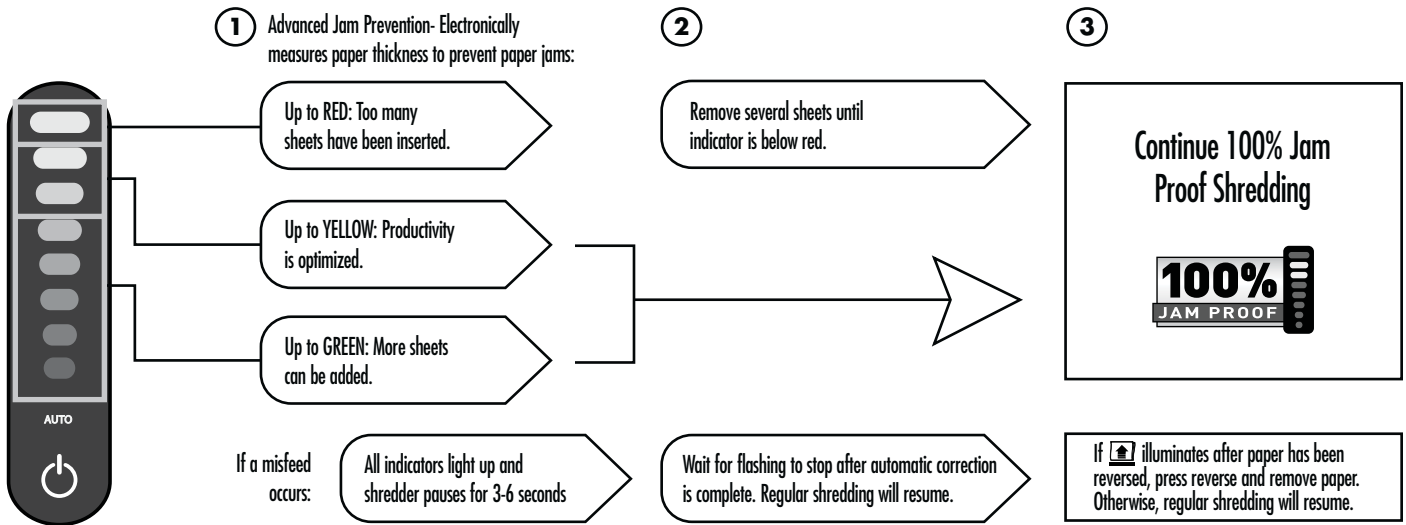 1
Advanced Jam Prevention- Electronically
measures paper thickness to prevent paper jams:
2
3
Up to RED: Too many
sheets have been inserted.
Remove several sheets until
indicator is below red.
Continue 100% Jam
Proof Shredding
Up to YELLOW: Productivity
is optimized.
100%
JAM PROOF
Up to GREEN: More sheets
can be added.
AUTO
If a misfeed
occurs:
All indicators light up and
shredder pauses for 3-6 seconds
Wait for flashing to stop after automatic correction
is complete. Regular shredding will resume.
If illuminates after paper has been
reversed, press reverse and remove paper.
Otherwise, regular shredding will resume.